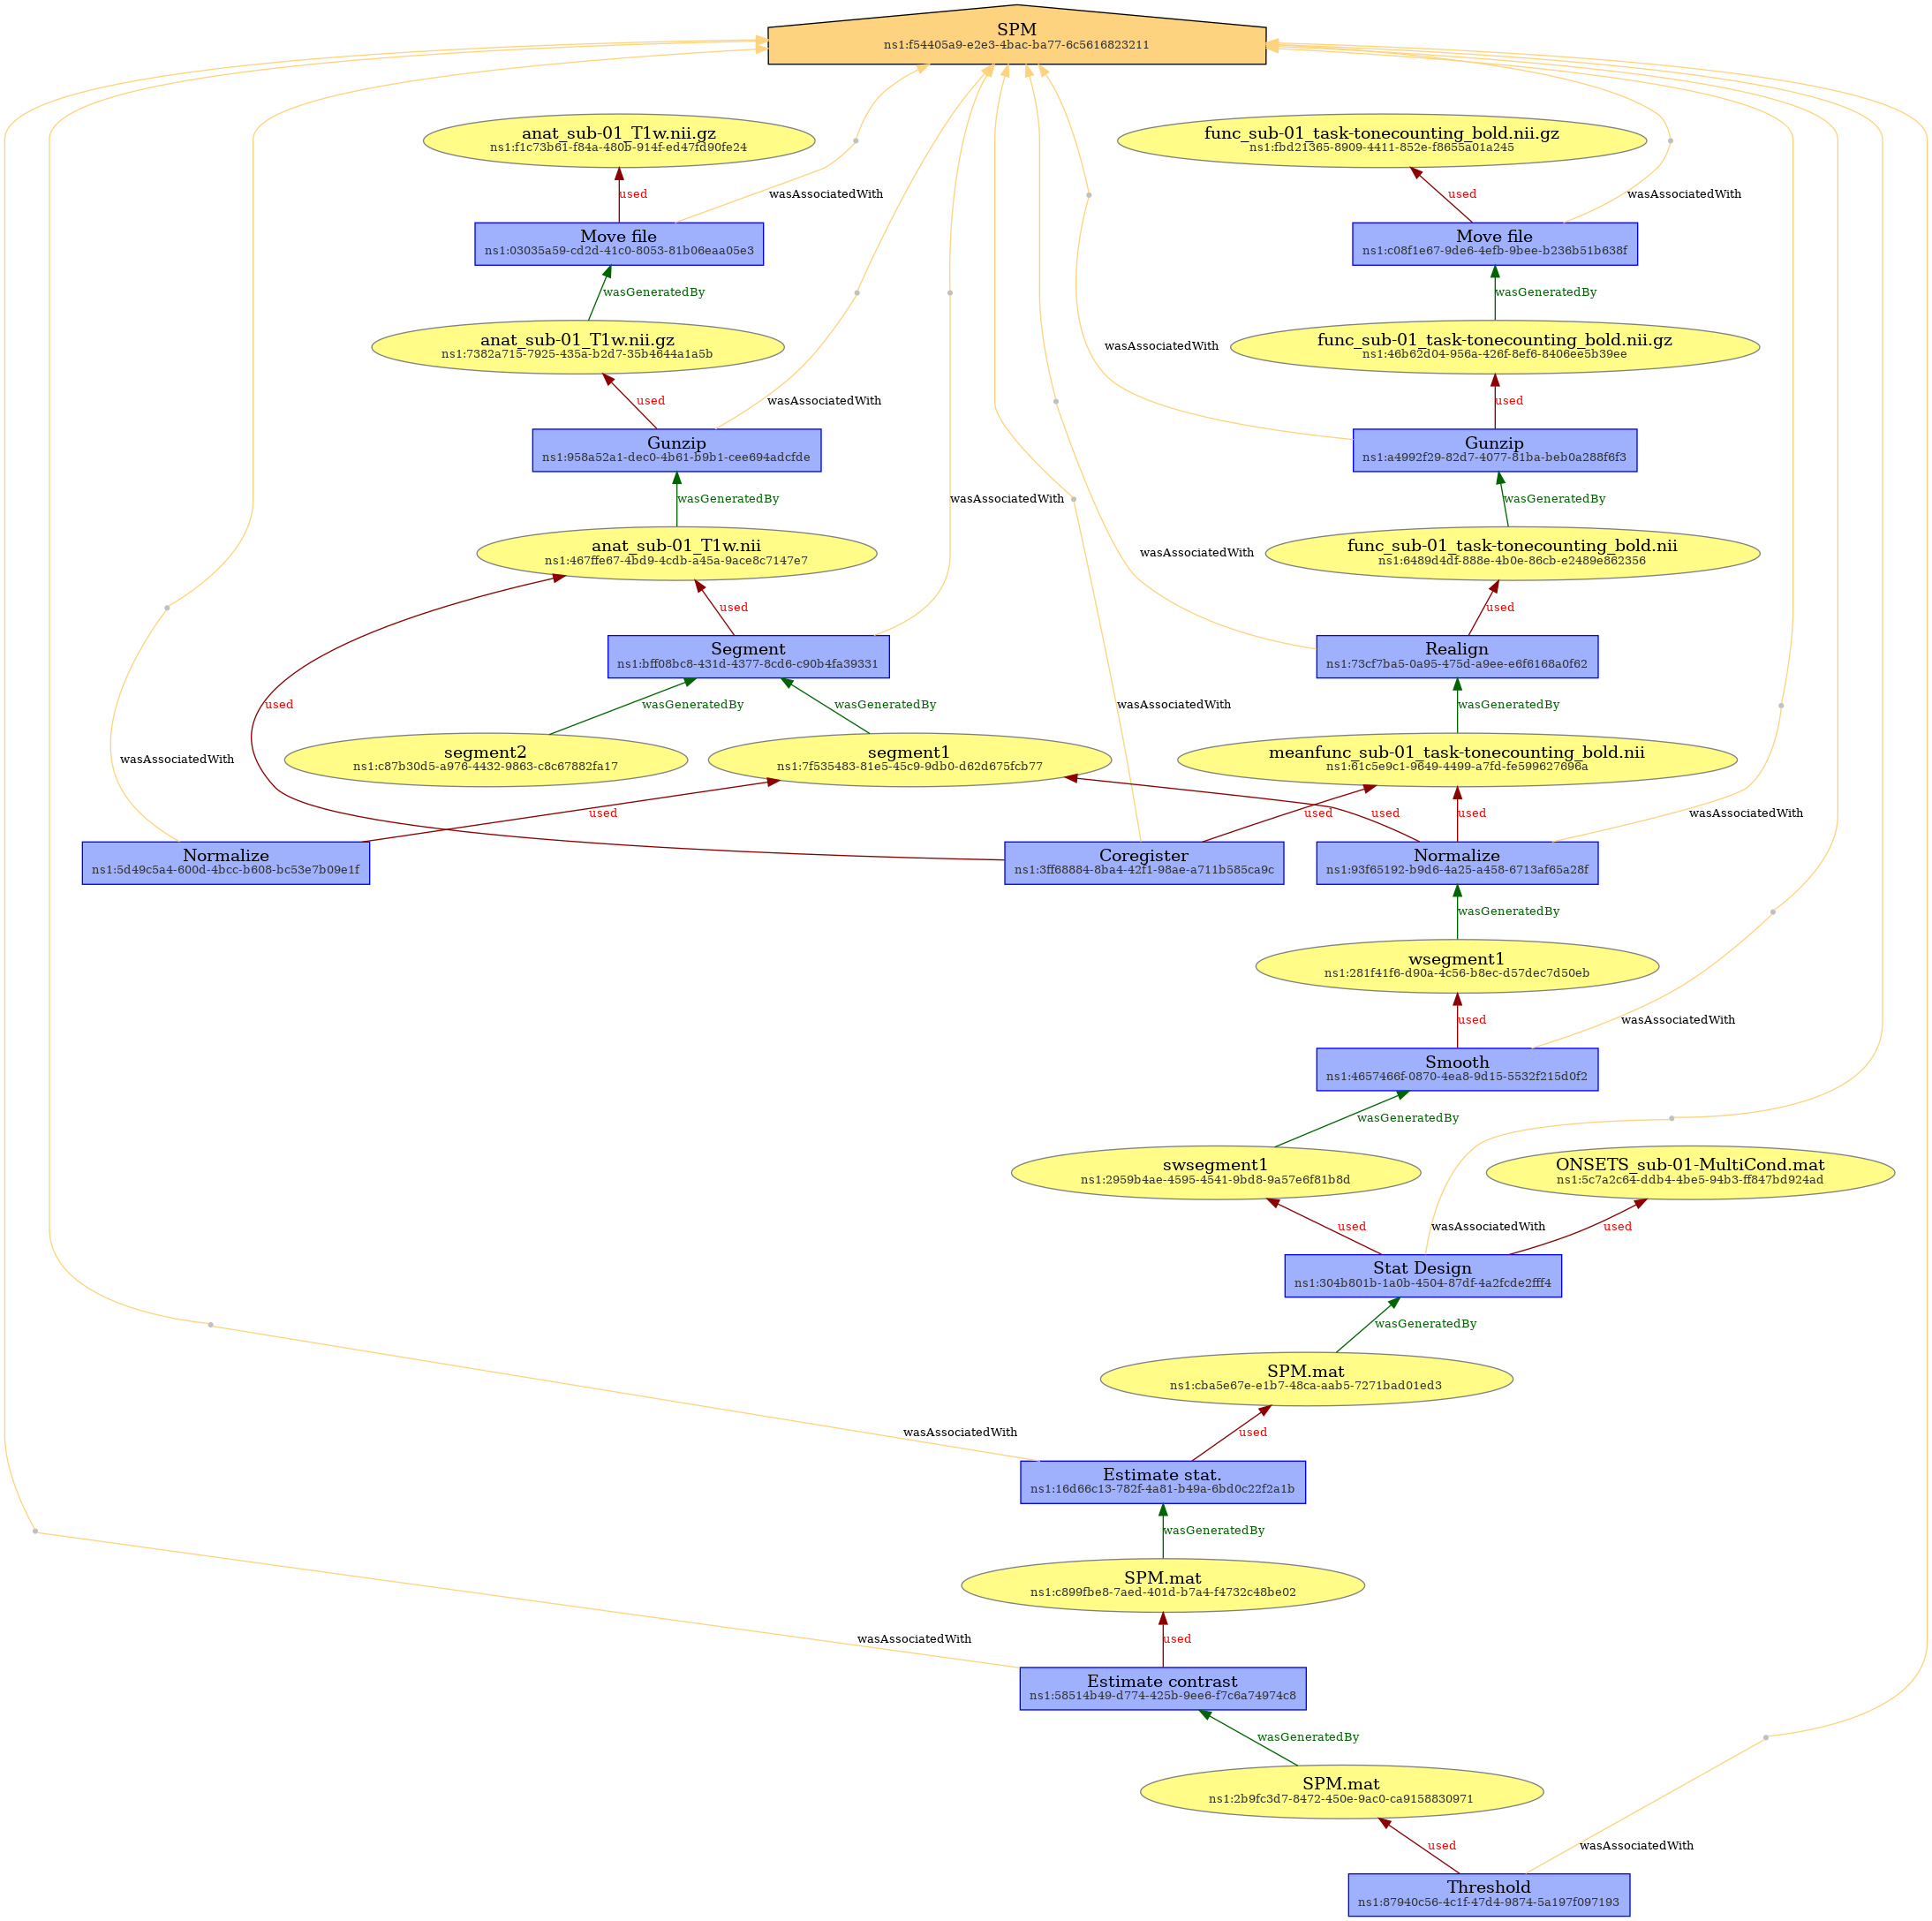 SPM
ns1:f54405a9-e2e3-4bac-ba77-6c5616823211
anat_sub-01_T1w.nii.gz
ns1:f1c73b61-f84a-480b-914f-ed47fd90fe24
func_sub-01_task-tonecounting_bold.nii.gz
ns1:fbd21365-8909-4411-852e-f8655a01a245
used
wasAssociatedWith
used
wasAssociatedWith
Move file
ns1:03035a59-cd2d-41c0-8053-81b06eaa05e3
Move file
ns1:c08f1e67-9de6-4efb-9bee-b236b51b638f
wasGeneratedBy
wasGeneratedBy
anat_sub-01_T1w.nii.gz
ns1:7382a715-7925-435a-b2d7-35b4644a1a5b
wasAssociatedWith
func_sub-01_task-tonecounting_bold.nii.gz
ns1:46b62d04-956a-426f-8ef6-8406ee5b39ee
used
wasAssociatedWith
used
Gunzip
ns1:958a52a1-dec0-4b61-b9b1-cee694adcfde
Gunzip
ns1:a4992f29-82d7-4077-81ba-beb0a288f6f3
wasGeneratedBy
wasAssociatedWith
wasGeneratedBy
anat_sub-01_T1w.nii
ns1:467ffe67-4bd9-4cdb-a45a-9ace8c7147e7
wasAssociatedWith
func_sub-01_task-tonecounting_bold.nii
ns1:6489d4df-888e-4b0e-86cb-e2489e862356
used
used
Segment
ns1:bff08bc8-431d-4377-8cd6-c90b4fa39331
Realign
ns1:73cf7ba5-0a95-475d-a9ee-e6f6168a0f62
used
wasGeneratedBy
wasGeneratedBy
wasAssociatedWith
wasGeneratedBy
wasAssociatedWith
segment2
ns1:c87b30d5-a976-4432-9863-c8c67882fa17
segment1
ns1:7f535483-81e5-45c9-9db0-d62d675fcb77
meanfunc_sub-01_task-tonecounting_bold.nii
ns1:61c5e9c1-9649-4499-a7fd-fe599627696a
used
used
used
used
wasAssociatedWith
Normalize
ns1:5d49c5a4-600d-4bcc-b608-bc53e7b09e1f
Coregister
ns1:3ff68884-8ba4-42f1-98ae-a711b585ca9c
Normalize
ns1:93f65192-b9d6-4a25-a458-6713af65a28f
wasGeneratedBy
wsegment1
ns1:281f41f6-d90a-4c56-b8ec-d57dec7d50eb
used
wasAssociatedWith
Smooth
ns1:4657466f-0870-4ea8-9d15-5532f215d0f2
wasGeneratedBy
swsegment1
ns1:2959b4ae-4595-4541-9bd8-9a57e6f81b8d
ONSETS_sub-01-MultiCond.mat
ns1:5c7a2c64-ddb4-4be5-94b3-ff847bd924ad
used
wasAssociatedWith
used
Stat Design
ns1:304b801b-1a0b-4504-87df-4a2fcde2fff4
wasGeneratedBy
SPM.mat
ns1:cba5e67e-e1b7-48ca-aab5-7271bad01ed3
wasAssociatedWith
used
Estimate stat.
ns1:16d66c13-782f-4a81-b49a-6bd0c22f2a1b
wasGeneratedBy
SPM.mat
ns1:c899fbe8-7aed-401d-b7a4-f4732c48be02
wasAssociatedWith
used
Estimate contrast
ns1:58514b49-d774-425b-9ee6-f7c6a74974c8
wasGeneratedBy
SPM.mat
ns1:2b9fc3d7-8472-450e-9ac0-ca9158830971
used
wasAssociatedWith
Threshold
ns1:87940c56-4c1f-47d4-9874-5a197f097193